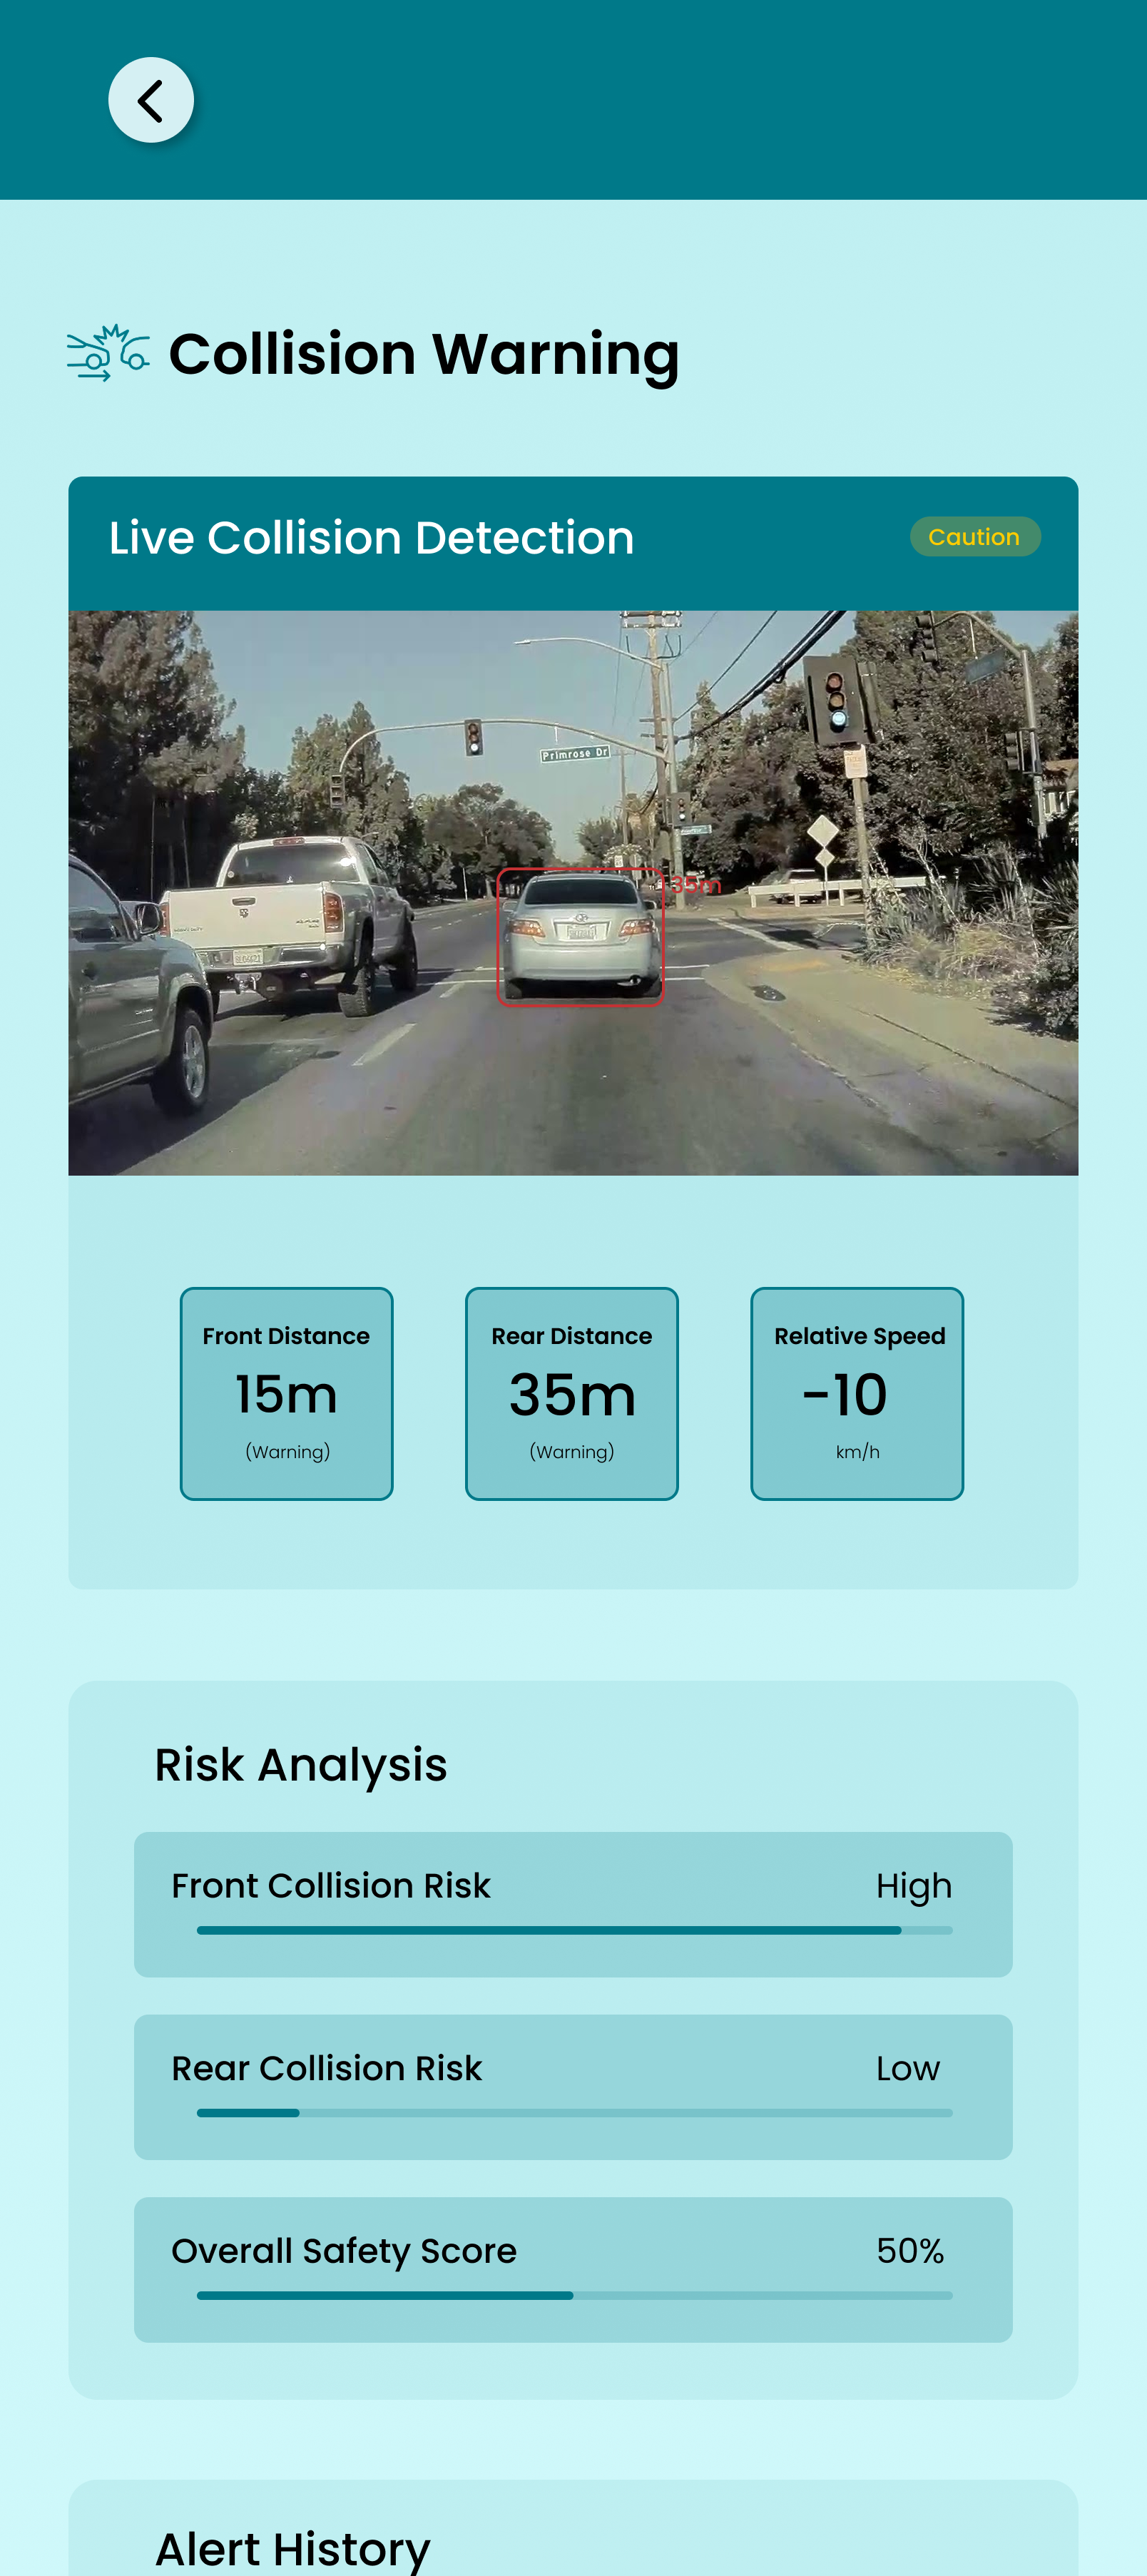 Collision Warning
Live Collision Detection
Caution
Primrose Dr
35m
Front Distance
15m
(Warning)
Rear Distance
35m
(Warning)
Relative Speed
-10
km/h
Risk Analysis
Front Collision Risk
High
Rear Collision Risk
Low
Overall Safety Score
50%
Alert History